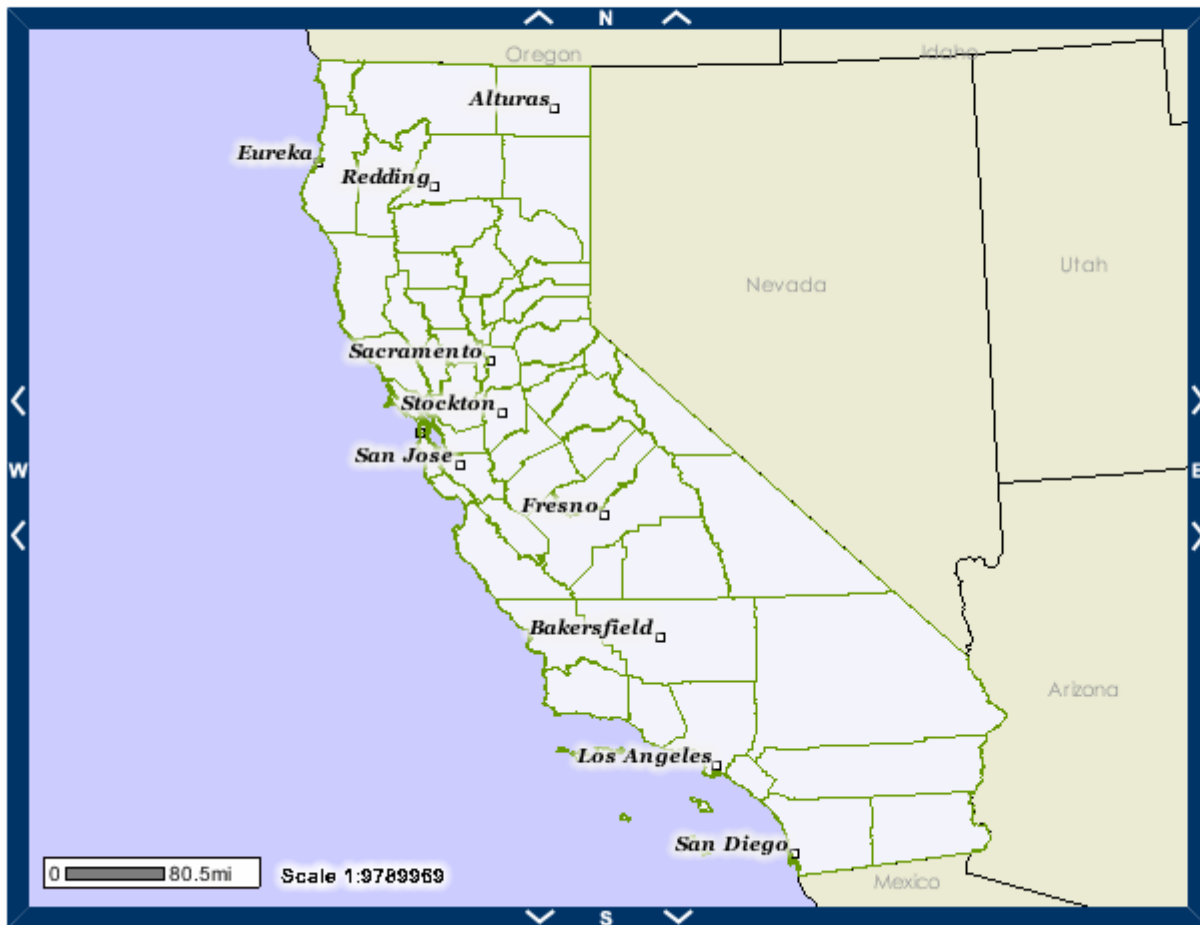 N
Oregon
Idaho
Alturas
Eureka
Redding
Utah
Nevada
Sacramento
Stockton
San Jose
W
E
Fresno
Bakersfield
Arizona
Los Angeles
San Diego
0 80.5mi
Scale 1:9789969
Mexico
S